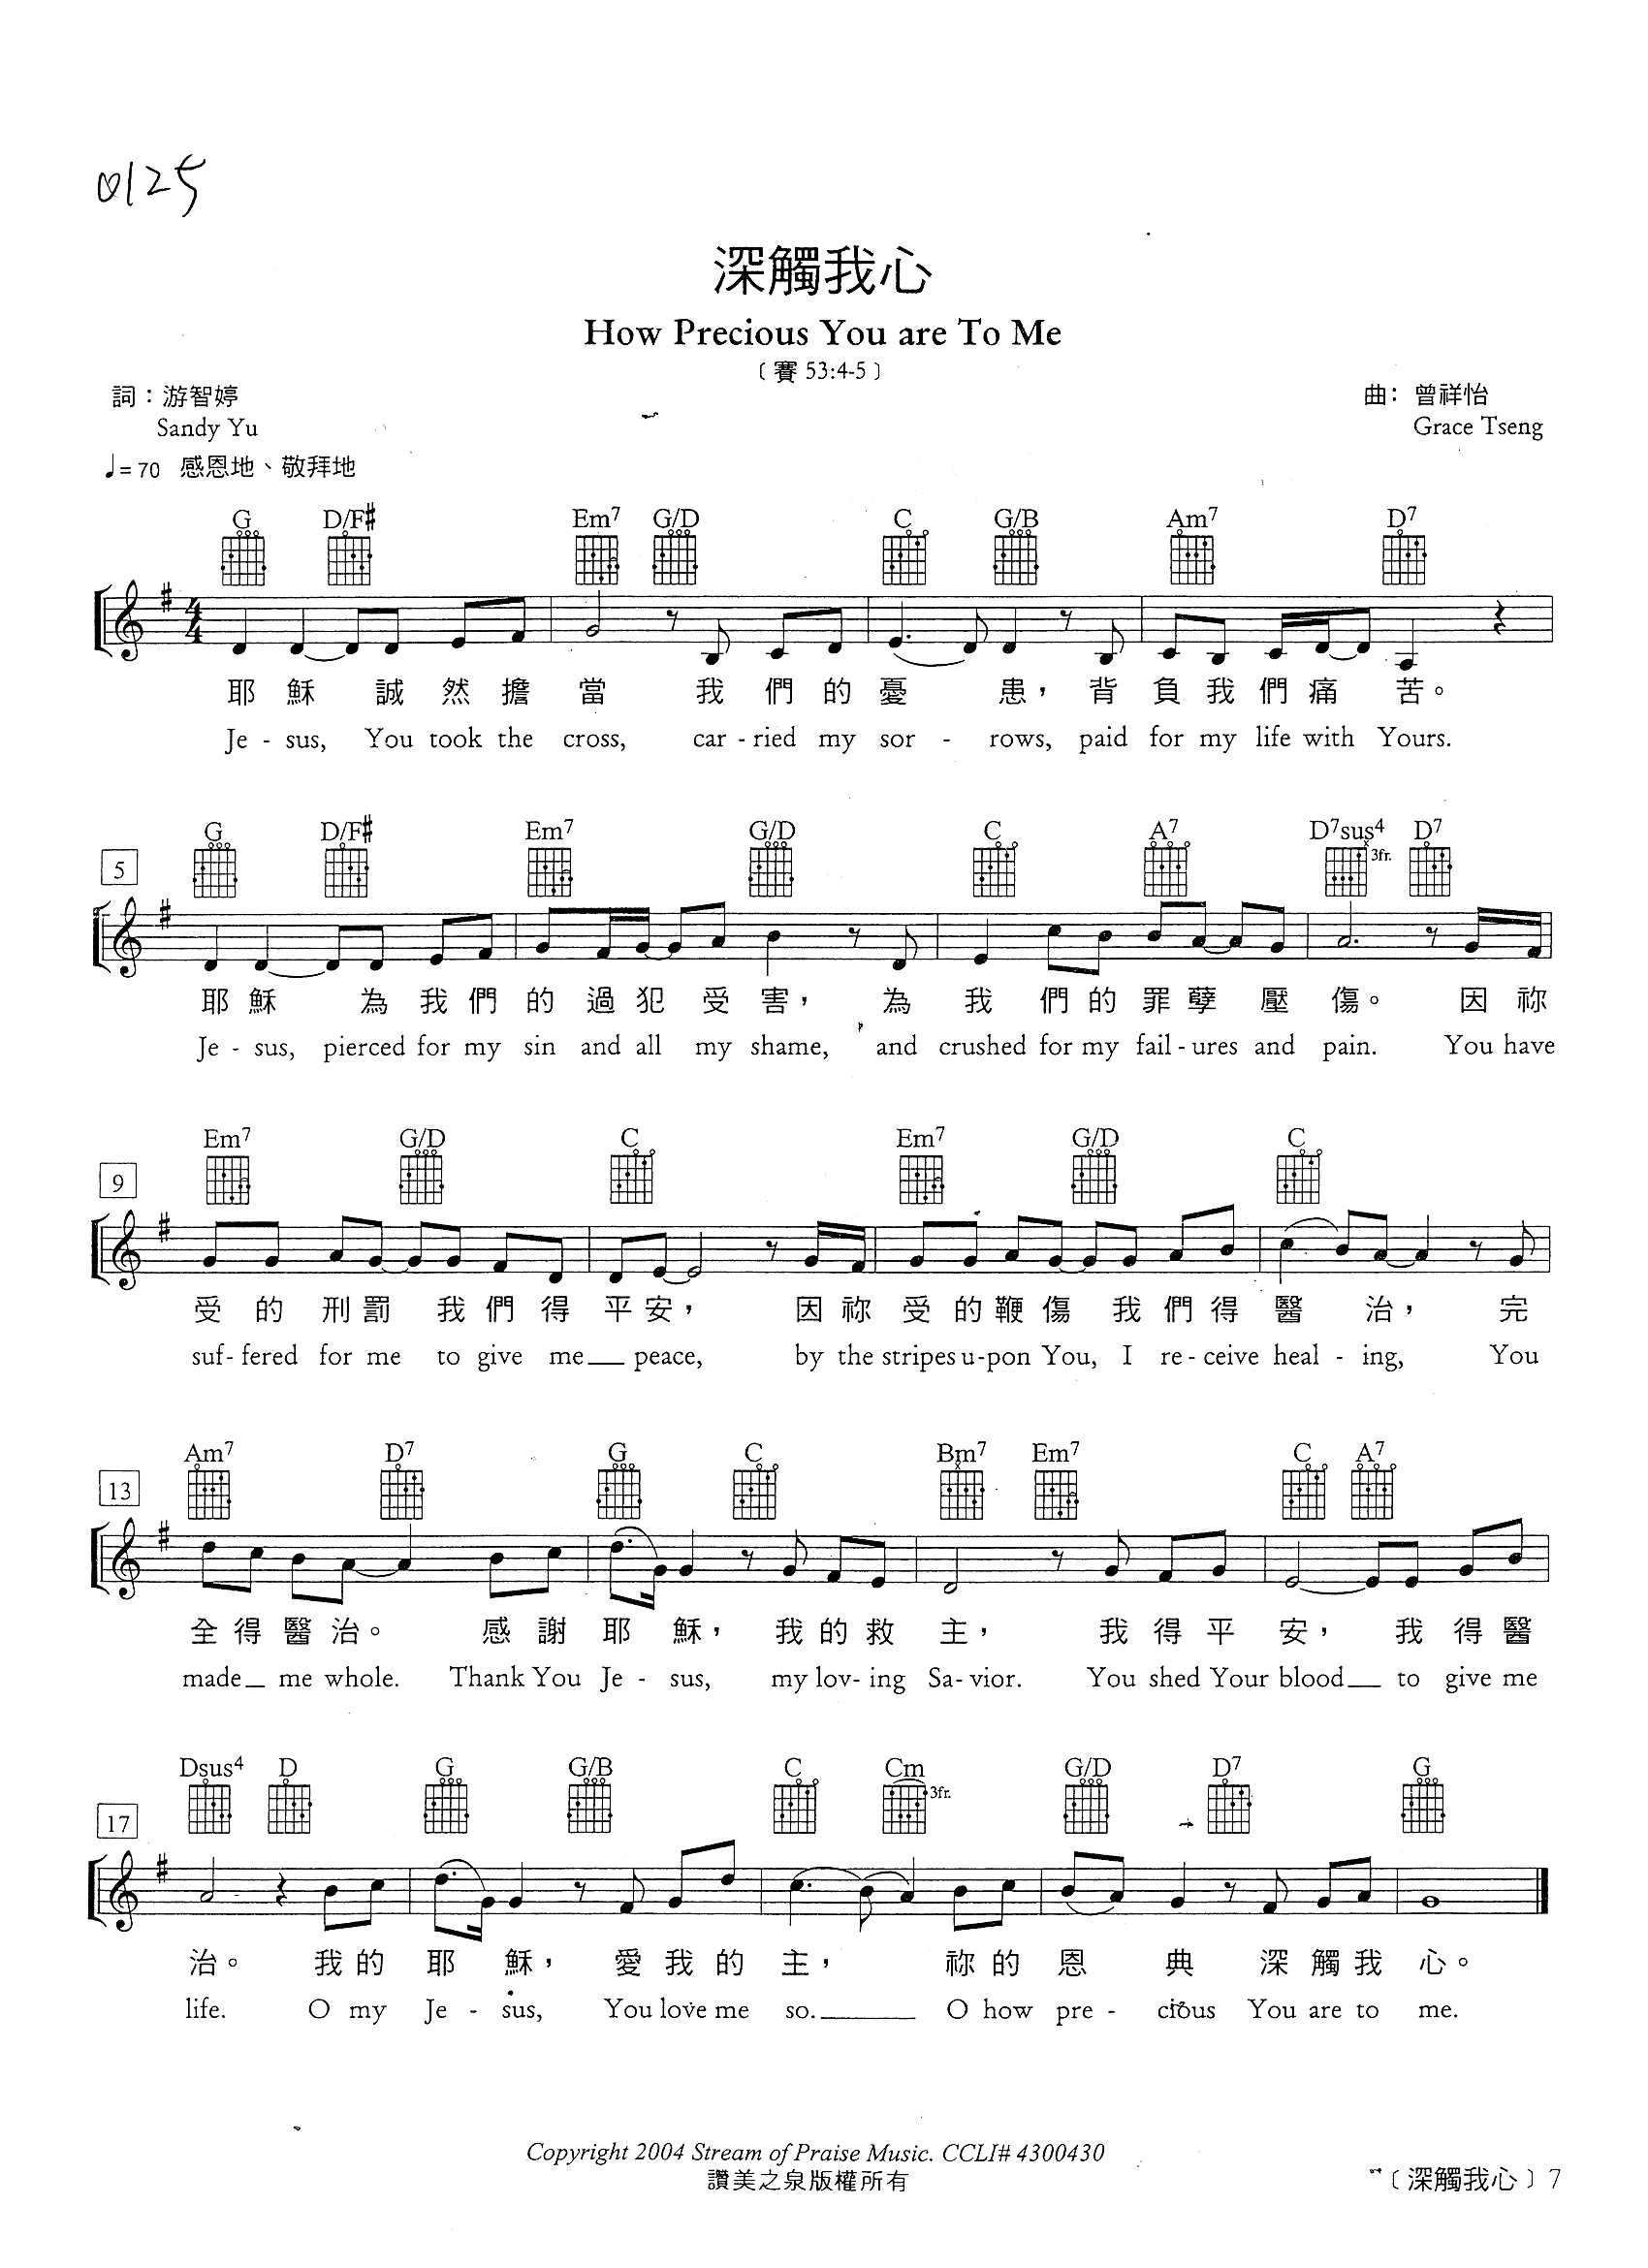 0125
深觸我心
How Precious You are To Me
﹝賽 53:4-5﹞
詞：游智婷 曲：曾祥怡
Sandy Yu Grace Tseng
♩= 70 感恩地、敬拜地
G D/F# Em7 G/D C G/B Am7 D7
4/4
耶 穌 誠 然 擔 當 我 們 的 憂 患， 背 負 我 們 痛 苦。
Je - sus, You took the cross, car - ried my sor - rows, paid for my life with Yours.
G D/F# Em7 G/D C A7 D7sus4 D7
5 3fr.
耶 穌 為 我 們 的 過 犯 受 害， 為 我 們 的 罪 孽 壓 傷。 因 祢
Je - sus, pierced for my sin and all my shame, and crushed for my fail - ures and pain. You have
Em7 G/D C Em7 G/D C
9
受 的 刑 罰 我 們 得 平 安， 因 祢 受 的 鞭 傷 我 們 得 醫 治， 完
suf- fered for me to give me__ peace, by the stripes u-pon You, I re - ceive heal - ing, You
Am7 D7 G C Bm7 Em7 C A7
13
全 得 醫 治。 感 謝 耶 穌， 我 的 救 主， 我 得 平 安， 我 得 醫
made_ me whole. Thank You Je - sus, my lov- ing Sa- vior. You shed Your blood__ to give me
Dsus4 D G G/B C Cm G/D D7 G
17 3fr.
治。 我 的 耶 穌， 愛 我 的 主， 祢 的 恩 典 深 觸 我 心。
life. O my Je - sus, You love me so.______ O how pre - cious You are to me.
Copyright 2004 Stream of Praise Music. CCLI# 4300430
讚美之泉版權所有
﹝深觸我心﹞7